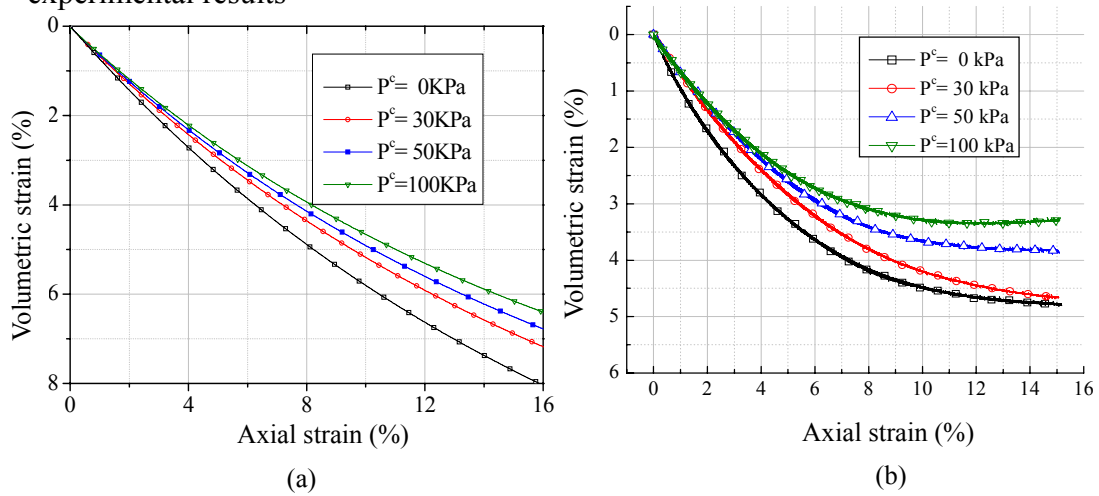 experimental results
0
2
4
6
8
Volumetric strain (%)
0
4
8
12
16
Axial strain (%)
P^c= 0KPa
P^c= 30KPa
P^c= 50KPa
P^c=100KPa
(a)
0
1
2
3
4
5
6
Volumetric strain (%)
0
2
4
6
8
10
12
14
16
Axial strain (%)
P^c= 0 kPa
P^c= 30 kPa
P^c= 50 kPa
P^c=100 kPa
(b)